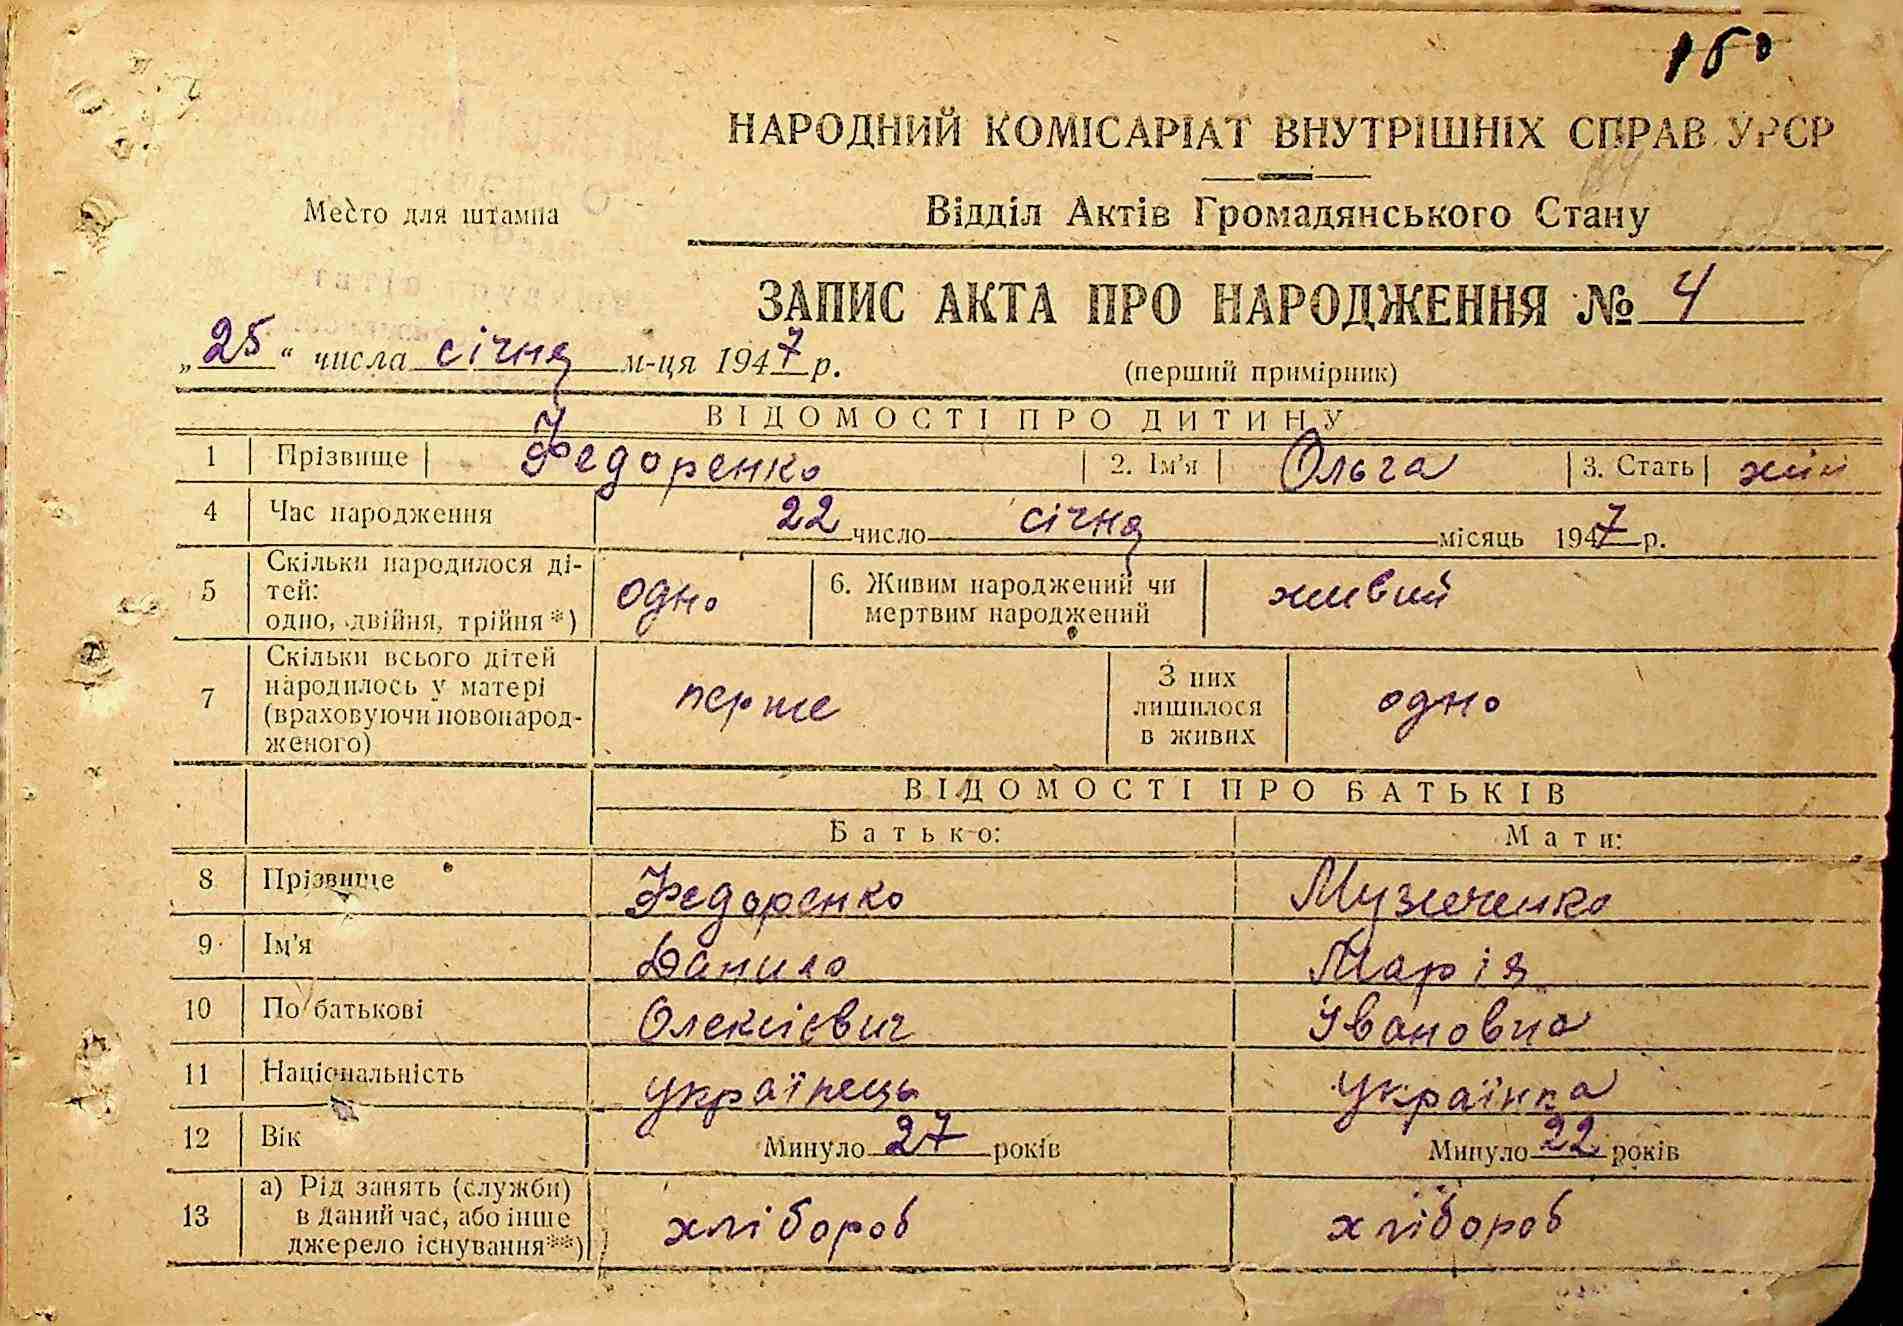 150
НАРОДНИЙ КОМІСАРІАТ ВНУТРІШНІХ СПРАВ УРСР
Место для штампа
Відділ Актів Громадянського Стану
ЗАПИС АКТА ПРО НАРОДЖЕННЯ № 4
„25“ числа січня м-ця 1947 р.
(перший примірник)
ВІДОМОСТІ ПРО ДИТИНУ
1 Прізвище Федоренко 2. Ім’я Ольга 3. Стать жін
4 Час народження 22 число січня місяць 1947 р.
5 Скільки народилося ді-
тей:
одно, двійня, трійня*) одно 6. Живим народжений чи
мертвим народжений живий
7 Скільки всього дітей
народилось у матері
(враховуючи новонарод-
женого) перше З них
лишилося
в живих одно
ВІДОМОСТІ ПРО БАТЬКІВ
Батько: Мати:
8 Прізвище Федоренко Музиченко
9 Ім’я Данило Марія
10 По батькові Олексієвич Івановна
11 Національність українець українка
12 Вік Минуло 27 років Минуло 22 років
13 а) Рід занять (служби)
в даний час, або інше
джерело існування**) хлібороб хлібороб